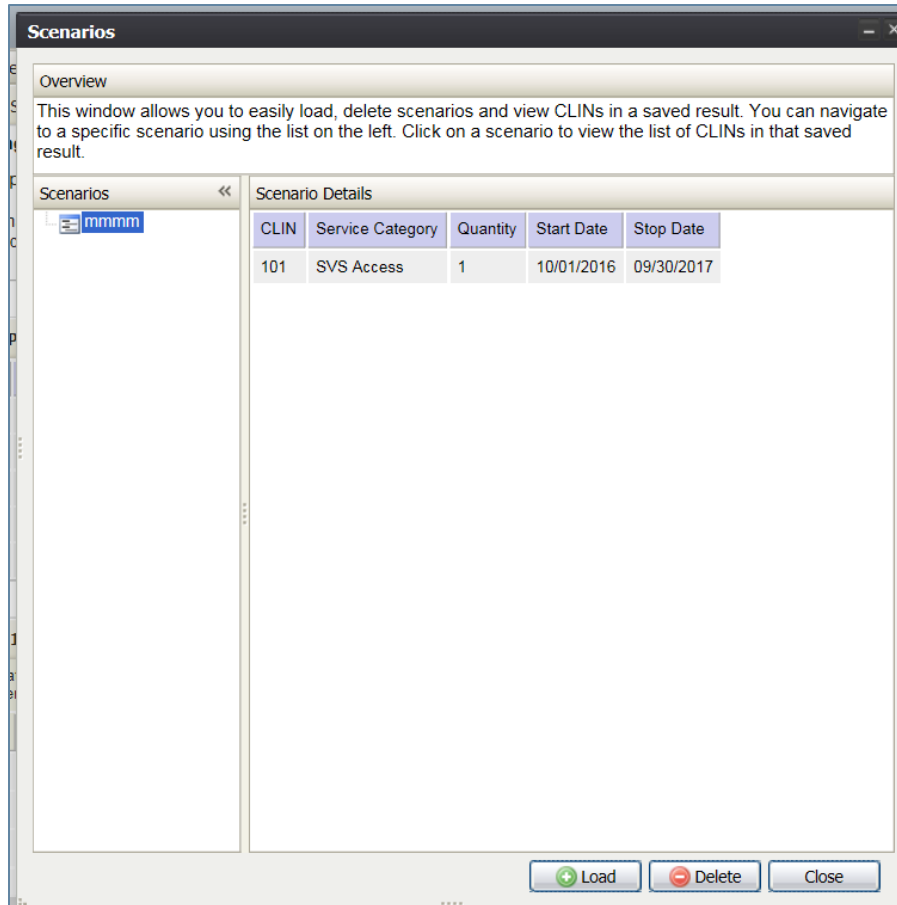 Scenarios
Overview
This window allows you to easily load, delete scenarios and view CLINs in a saved result. You can navigate
to a specific scenario using the list on the left. Click on a scenario to view the list of CLINs in that saved
result.
Scenarios
Scenario Details
mmmm
CLIN Service Category Quantity Start Date Stop Date
101 SVS Access 1 10/01/2016 09/30/2017
Load Delete Close